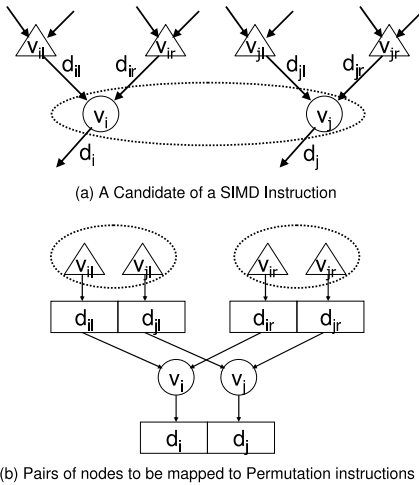 v_il v_ir v_jl v_jr
d_il d_ir d_jl d_jr
v_i v_j
d_i d_j
(a) A Candidate of a SIMD Instruction
v_il v_jl v_ir v_jr
d_il d_jl d_ir d_jr
v_i v_j
d_i d_j
(b) Pairs of nodes to be mapped to Permutation instructions